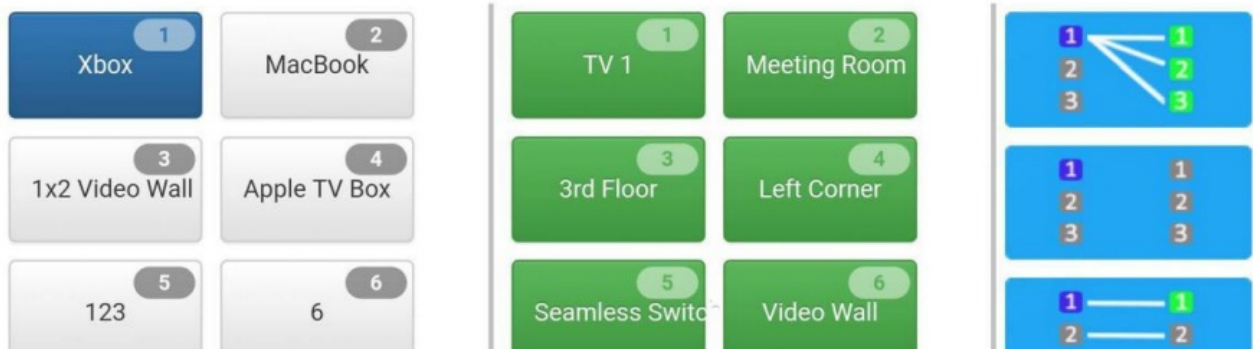 1
Xbox
2
MacBook
3
1x2 Video Wall
4
Apple TV Box
5
123
6
6
1
TV 1
2
Meeting Room
3
3rd Floor
4
Left Corner
5
Seamless Switc
6
Video Wall
1 1
2 2
3 3
1 1
2 2
3 3
1 1
2 2